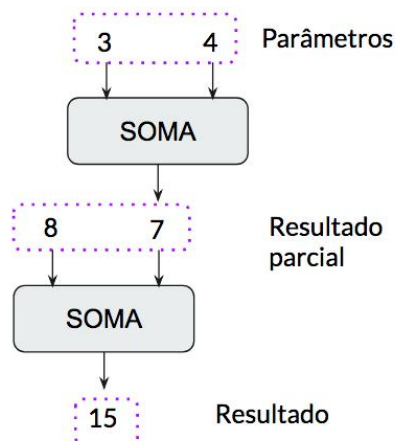 3 4 Parâmetros
SOMA
8 7 Resultado
parcial
SOMA
15 Resultado